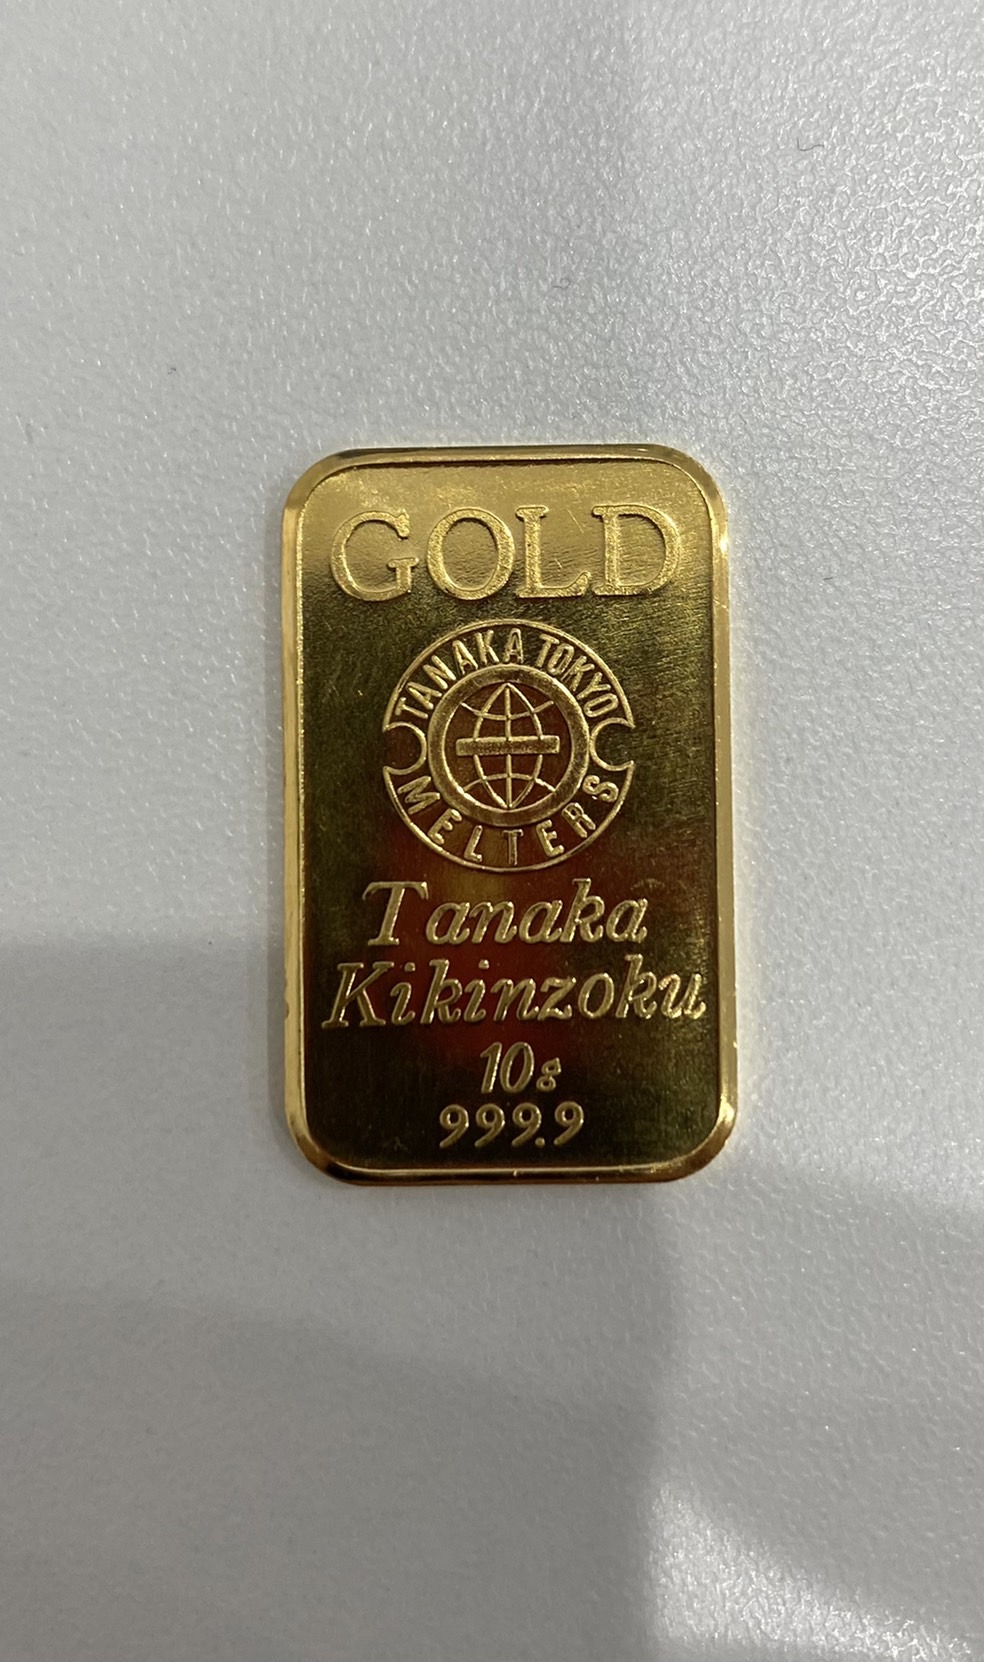 GOLD
TANAKA TOKYO
MELTERS
Tanaka
Kikinzoku
10g
999.9